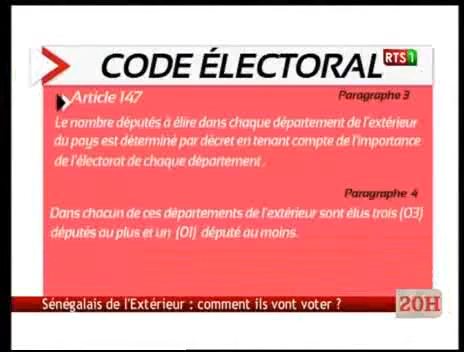 CODE ÉLECTORAL
RTS1
Article 147
Paragraphe 3
Le nombre députés à élire dans chaque département de l'extérieur
du pays est déterminé par décret en tenant compte de l'importance
de l'électorat de chaque département .
Paragraphe 4
Dans chacun de ces départements de l'extérieur sont élus trois (03)
députés au plus et un (01) député au moins.
Sénégalais de l'Extérieur : comment ils vont voter ?
20H